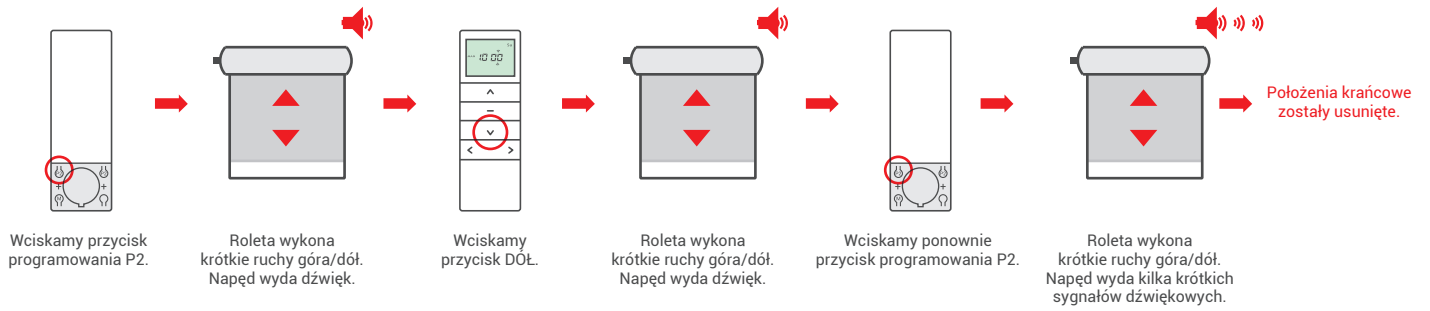 Położenia krańcowe
zostały usunięte.
Wciskamy przycisk
programowania P2.
Roleta wykona
krótkie ruchy góra/dół.
Napęd wyda dźwięk.
Wciskamy
przycisk DÓŁ.
Roleta wykona
krótkie ruchy góra/dół.
Napęd wyda dźwięk.
Wciskamy ponownie
przycisk programowania P2.
Roleta wykona
krótkie ruchy góra/dół.
Napęd wyda kilka krótkich
sygnałów dźwiękowych.